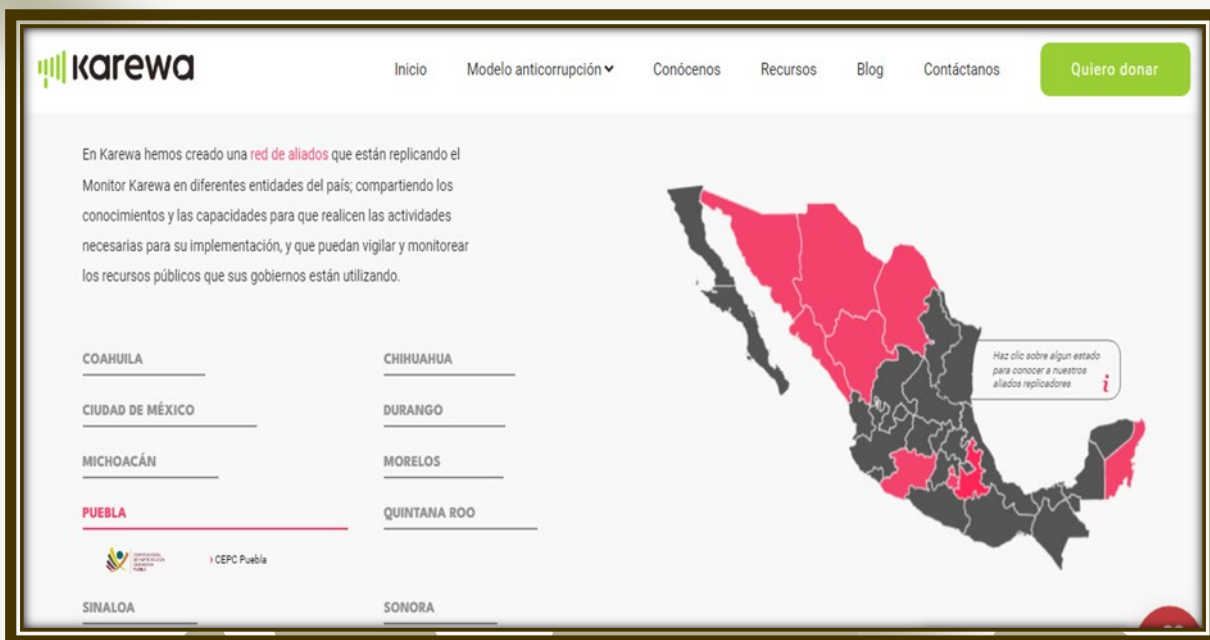 Karewa
Inicio Modelo anticorrupción Conócenos Recursos Blog Contáctanos Quiero donar
En Karewa hemos creado una red de aliados que están replicando el
Monitor Karewa en diferentes entidades del país; compartiendo los
conocimientos y las capacidades para que realicen las actividades
necesarias para su implementación, y que puedan vigilar y monitorear
los recursos públicos que sus gobiernos están utilizando.
Haz clic sobre algun estado
para conocer a nuestros
aliados replicadores
i
COAHUILA CHIHUAHUA
CIUDAD DE MÉXICO DURANGO
MICHOACÁN MORELOS
PUEBLA QUINTANA ROO
› CEPC Puebla
SINALOA SONORA